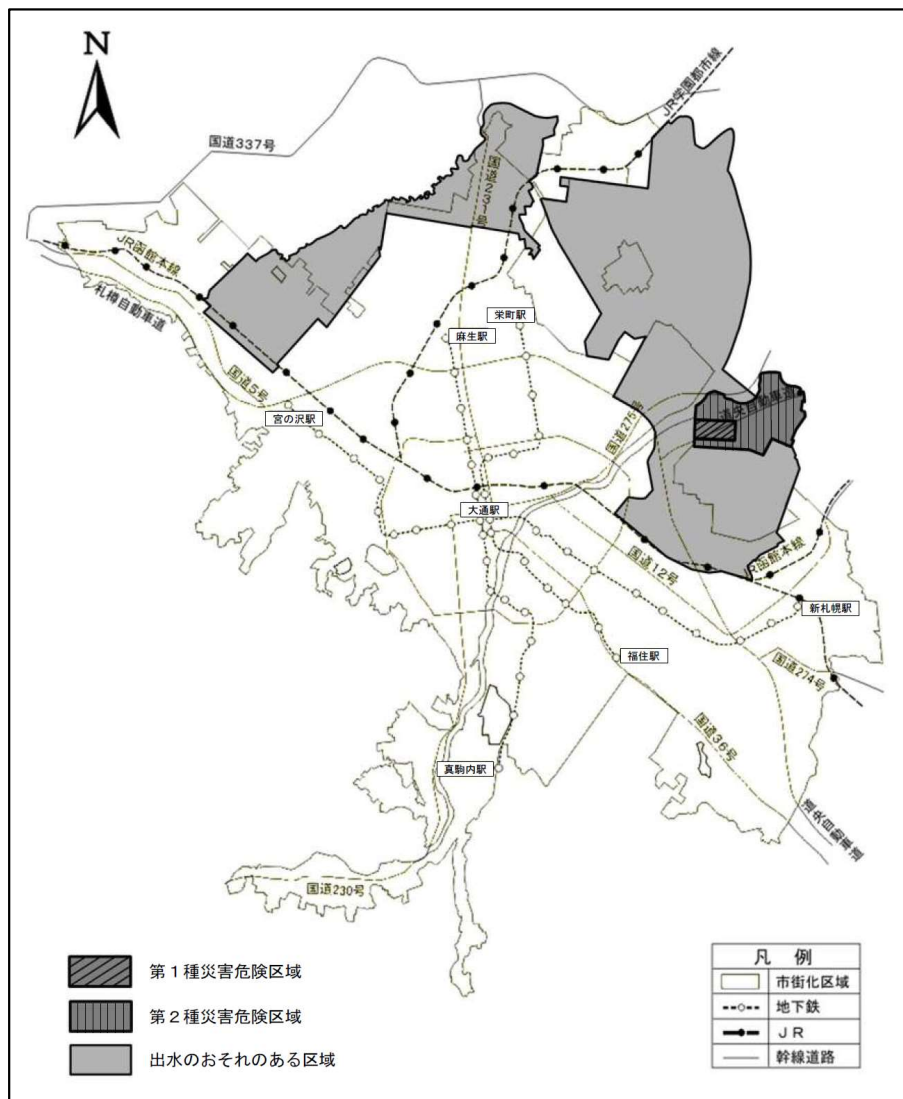 N
JR学園都市線
国道337号
国道231号
JR函館本線
札樽自動車道
栄町駅
麻生駅
国道5号
道央自動車道
国道275号
宮の沢駅
大通駅
国道12号
JR函館本線
新札幌駅
福住駅
国道274号
国道36号
真駒内駅
道央自動車道
国道230号
第1種災害危険区域
第2種災害危険区域
出水のおそれのある区域
凡 例
市街化区域
地下鉄
JR
幹線道路